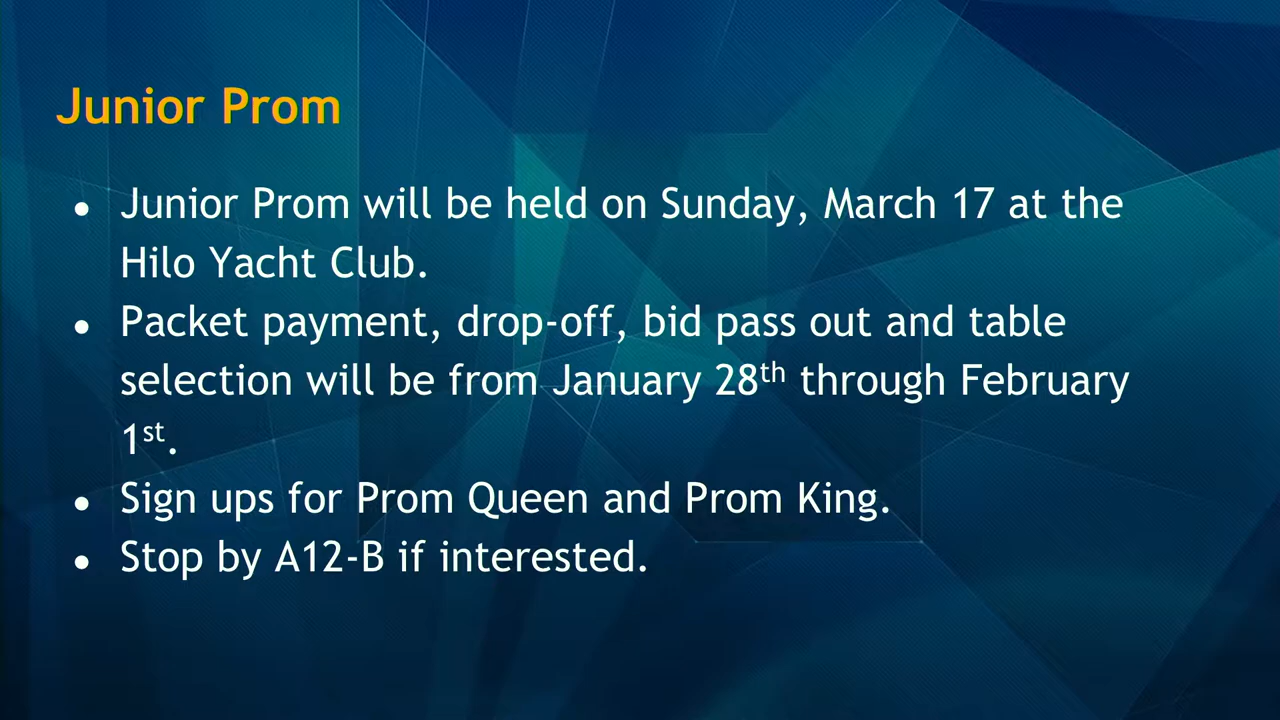 Junior Prom
● Junior Prom will be held on Sunday, March 17 at the
Hilo Yacht Club.
● Packet payment, drop-off, bid pass out and table
selection will be from January 28th through February
1st.
● Sign ups for Prom Queen and Prom King.
● Stop by A12-B if interested.